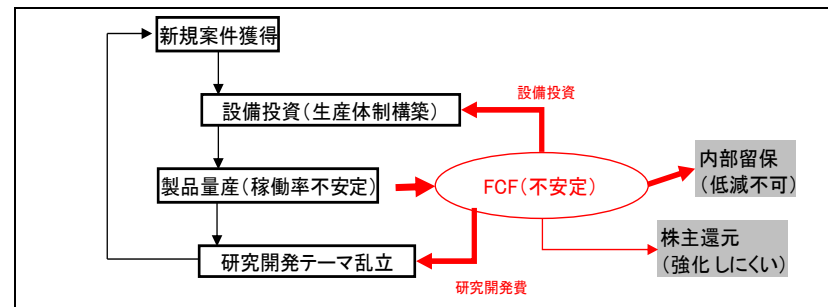 新規案件獲得
設備投資
設備投資（生産体制構築）
内部留保
（低減不可）
製品量産（稼働率不安定）
FCF（不安定）
株主還元
（強化しにくい）
研究開発テーマ乱立
研究開発費